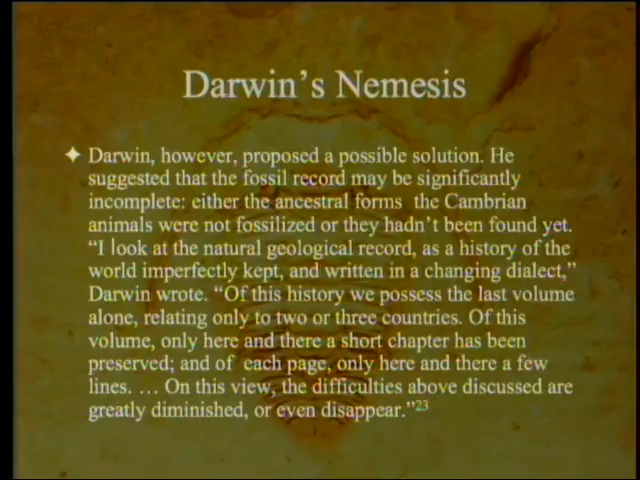 Darwin's Nemesis
✦ Darwin, however, proposed a possible solution. He
suggested that the fossil record may be significantly
incomplete; either the ancestral forms the Cambrian
animals were not fossilized or they hadn't been found yet.
“I look at the natural geological record, as a history of the
world imperfectly kept, and written in a changing dialect,”
Darwin wrote. “Of this history we possess the last volume
alone, relating only to two or three countries. Of this
volume, only here and there a short chapter has been
preserved; and of each page, only here and there a few
lines. … On this view, the difficulties above discussed are
greatly diminished, or even disappear.”23